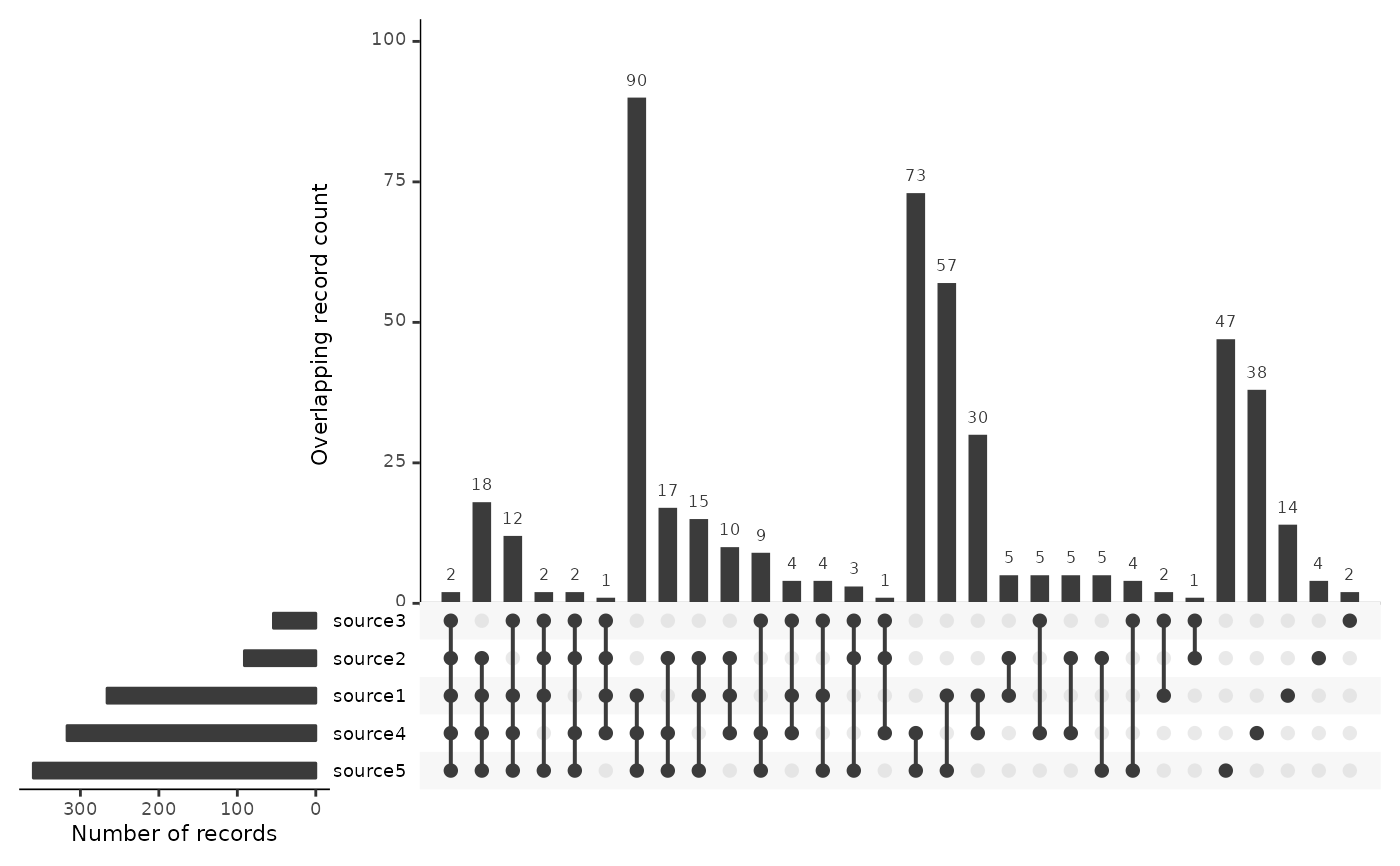 100
75
50
25
0
Overlapping record count
2 18 12 2 2 1 90 17 15 10 9 4 4 3 1 73 57 30 5 5 5 5 4 2 1 47 38 14 4 2
source3
source2
source1
source4
source5
300 200 100 0
Number of records